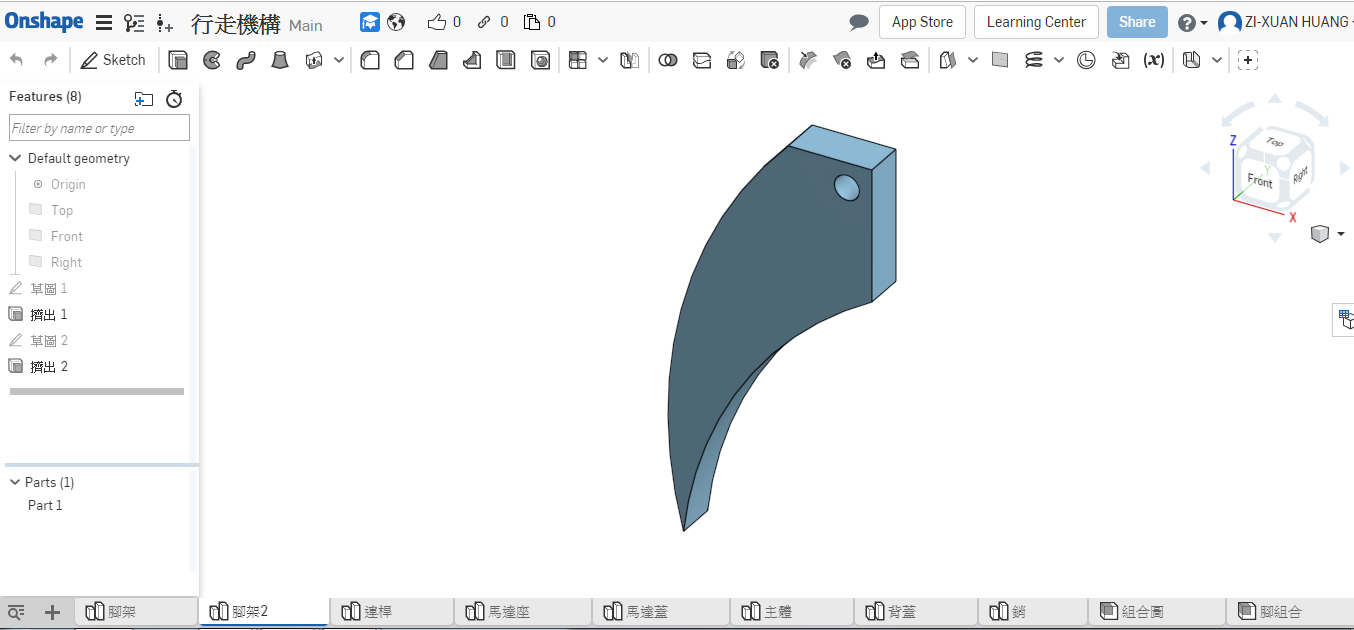 Onshape 行走機構 Main 0 0 0 App Store Learning Center Share ZI-XUAN HUANG
Sketch (x)
Features (8)
Filter by name or type
Default geometry
Origin
Top
Front
Right
草圖 1
擠出 1
草圖 2
擠出 2
Parts (1)
Part 1
Z
Top
Y
Front
Right
X
腳架 腳架2 連桿 馬達座 馬達蓋 主體 背蓋 銷 組合圖 腳組合